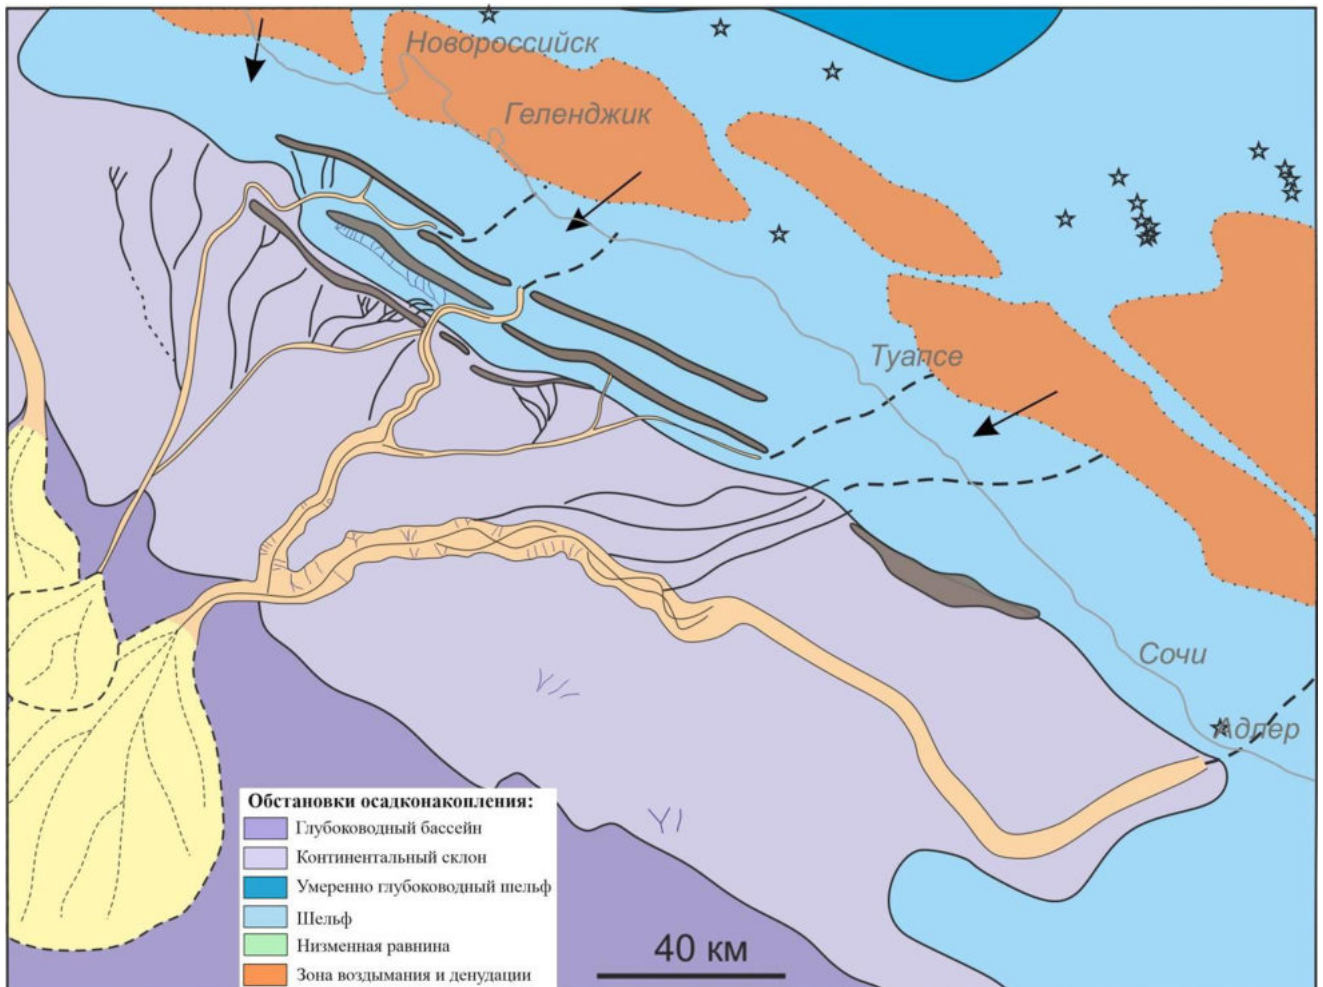 Новороссийск
Геленджик
Туапсе
Сочи
Адлер
Обстановки осадконакопления:
Глубоководный бассейн
Континентальный склон
Умеренно глубоководный шельф
Шельф
Низменная равнина
Зона воздымания и денудации
40 км